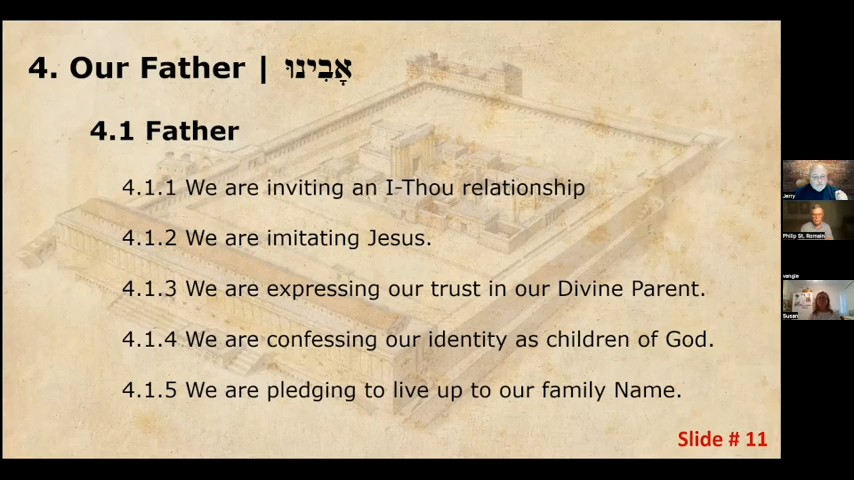 4. Our Father | אָבִינוּ
4.1 Father
4.1.1 We are inviting an I-Thou relationship
4.1.2 We are imitating Jesus.
4.1.3 We are expressing our trust in our Divine Parent.
4.1.4 We are confessing our identity as children of God.
4.1.5 We are pledging to live up to our family Name.
Slide # 11
Jerry
Philip St. Romain
vangie
Susan